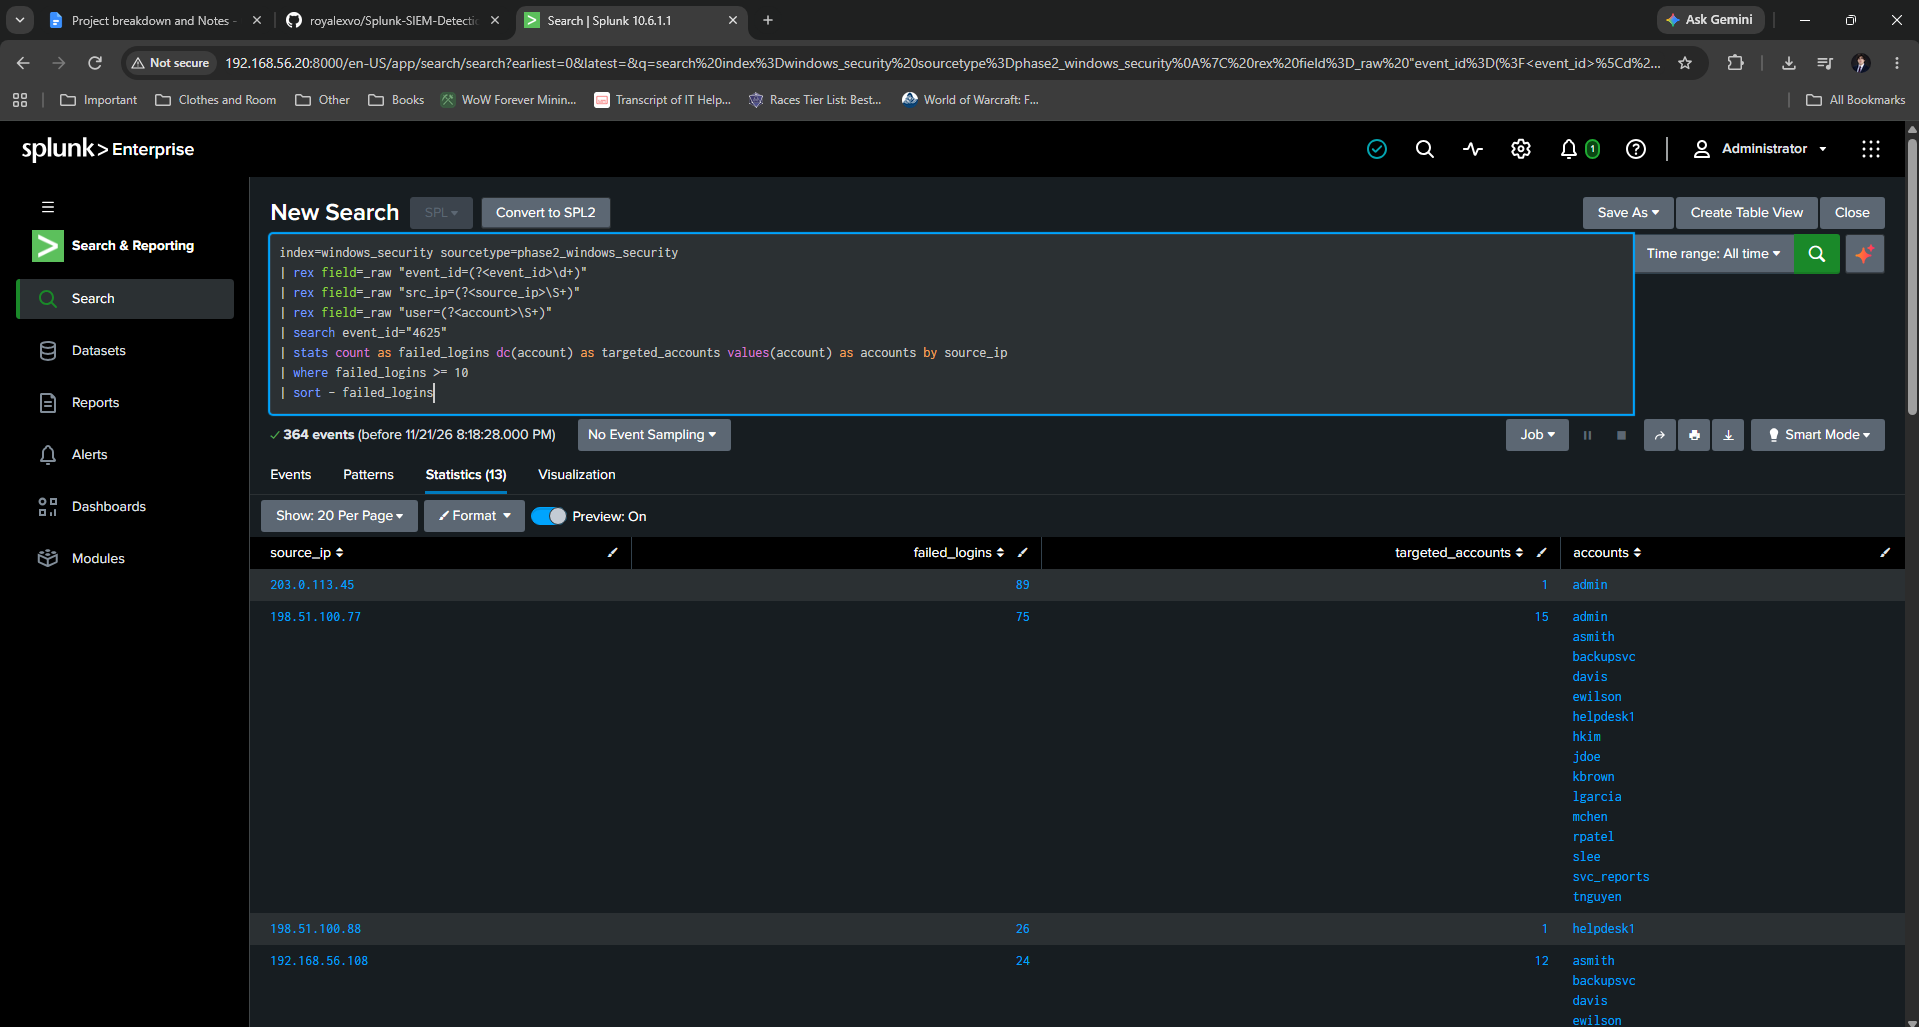 Project breakdown and Notes -
royalexvo/Splunk-SIEM-Detectic
Search | Splunk 10.6.1.1
Ask Gemini
Not secure
192.168.56.20:8000/en-US/app/search/search?earliest=0&latest=&q=search%20index%3Dwindows_security%20sourcetype%3Dphase2_windows_security%0A%7C%20rex%20field%3D_raw%20"event_id%3D(%3F<event_id>%5Cd%2...
Important
Clothes and Room
Other
Books
WoW Forever Minin...
Transcript of IT Help...
Races Tier List: Best...
World of Warcraft: F...
All Bookmarks
splunk>Enterprise
1
Administrator
Search & Reporting
Search
Datasets
Reports
Alerts
Dashboards
Modules
New Search
SPL
Convert to SPL2
Save As
Create Table View
Close
index=windows_security sourcetype=phase2_windows_security
| rex field=_raw "event_id=(?<event_id>\d+)"
| rex field=_raw "src_ip=(?<source_ip>\S+)"
| rex field=_raw "user=(?<account>\S+)"
| search event_id="4625"
| stats count as failed_logins dc(account) as targeted_accounts values(account) as accounts by source_ip
| where failed_logins >= 10
| sort - failed_logins
Time range: All time
364 events (before 11/21/26 8:18:28.000 PM)
No Event Sampling
Job
Smart Mode
Events
Patterns
Statistics (13)
Visualization
Show: 20 Per Page
Format
Preview: On
source_ip failed_logins targeted_accounts accounts
203.0.113.45 89 1 admin
198.51.100.77 75 15 admin
asmith
backupsvc
davis
ewilson
helpdesk1
hkim
jdoe
kbrown
lgarcia
mchen
rpatel
slee
svc_reports
tnguyen
198.51.100.88 26 1 helpdesk1
192.168.56.108 24 12 asmith
backupsvc
davis
ewilson